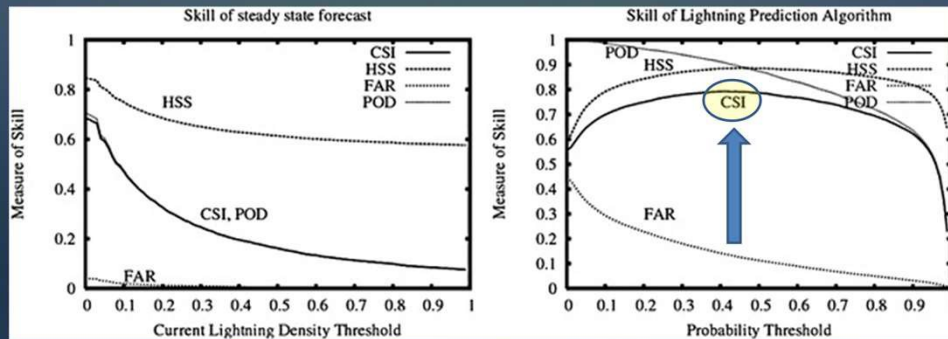 Skill of steady state forecast
1
0.8
0.6
0.4
0.2
0
Measure of Skill
CSI
HSS
FAR
POD
HSS
CSI, POD
FAR
0 0.1 0.2 0.3 0.4 0.5 0.6 0.7 0.8 0.9 1
Current Lightning Density Threshold
Skill of Lightning Prediction Algorithm
1
0.9
0.8
0.7
0.6
0.5
0.4
0.3
0.2
0.1
0
Measure of Skill
POD
HSS
CSI
CSI
HSS
FAR
POD
FAR
0 0.1 0.2 0.3 0.4 0.5 0.6 0.7 0.8 0.9
Probability Threshold